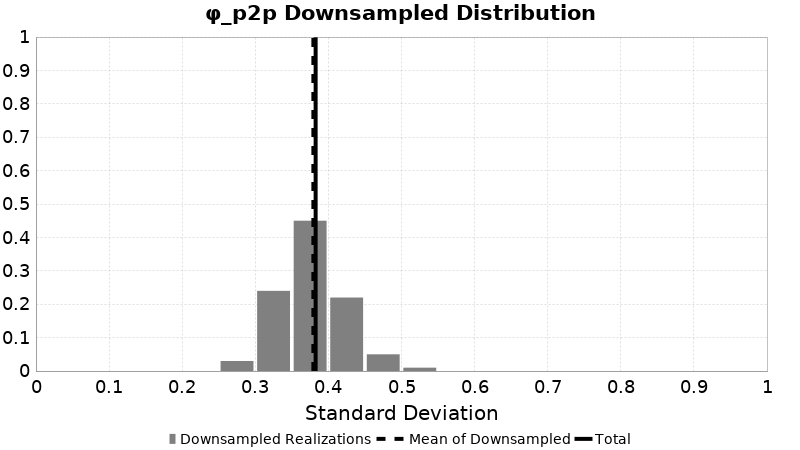 φ_p2p Downsampled Distribution
1
0.9
0.8
0.7
0.6
0.5
0.4
0.3
0.2
0.1
0
0 0.1 0.2 0.3 0.4 0.5 0.6 0.7 0.8 0.9 1
Standard Deviation
Downsampled Realizations Mean of Downsampled Total